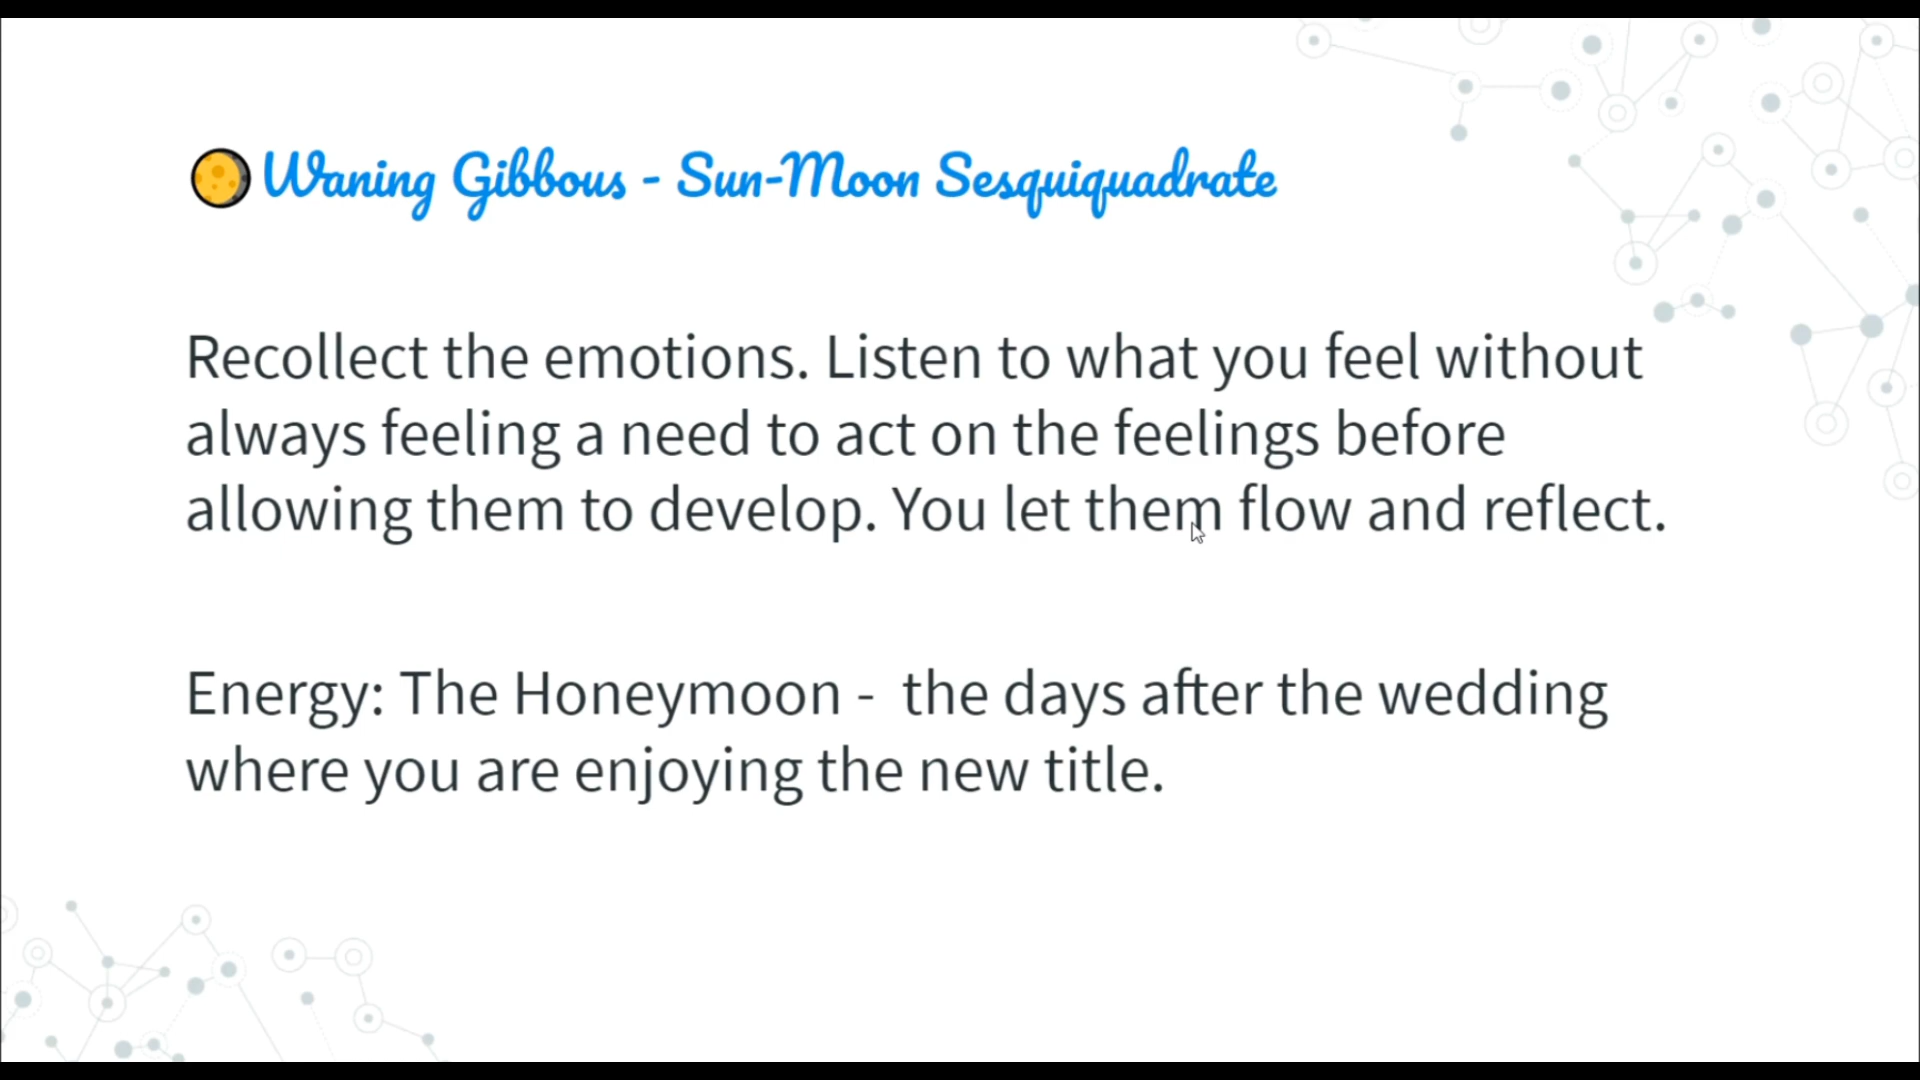 Waning Gibbous - Sun-Moon Sesquiquadrate
Recollect the emotions. Listen to what you feel without
always feeling a need to act on the feelings before
allowing them to develop. You let them flow and reflect.
Energy: The Honeymoon -  the days after the wedding
where you are enjoying the new title.